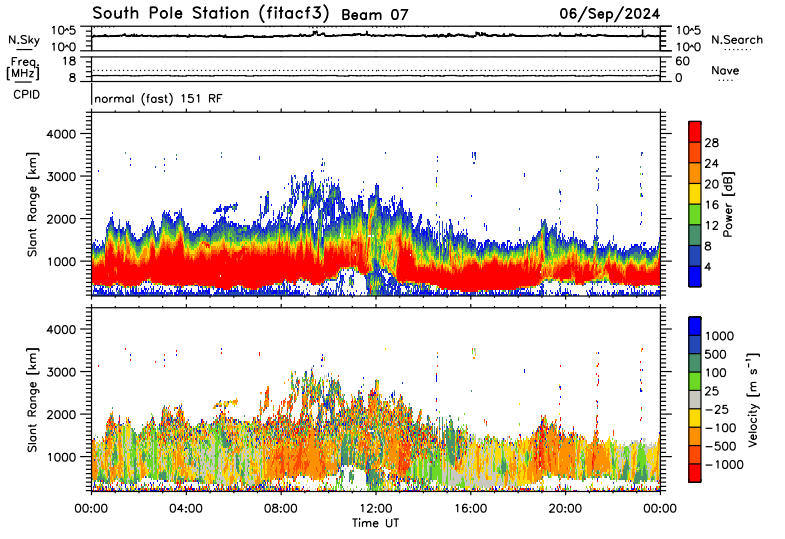 South Pole Station (fitacf3) Beam 07 06/Sep/2024
N.Sky 10^5 10^5 N.Search
10^0 10^0
Freq. 18 60 Nave
[MHz] 8 0
CPID normal (fast) 151 RF
Slant Range [km]
4000
3000
2000
1000
Power [dB]
28
24
20
16
12
8
4
Slant Range [km]
4000
3000
2000
1000
Velocity [m s^-1]
1000
500
100
25
-25
-100
-500
-1000
00:00 04:00 08:00 12:00 16:00 20:00 00:00
Time UT